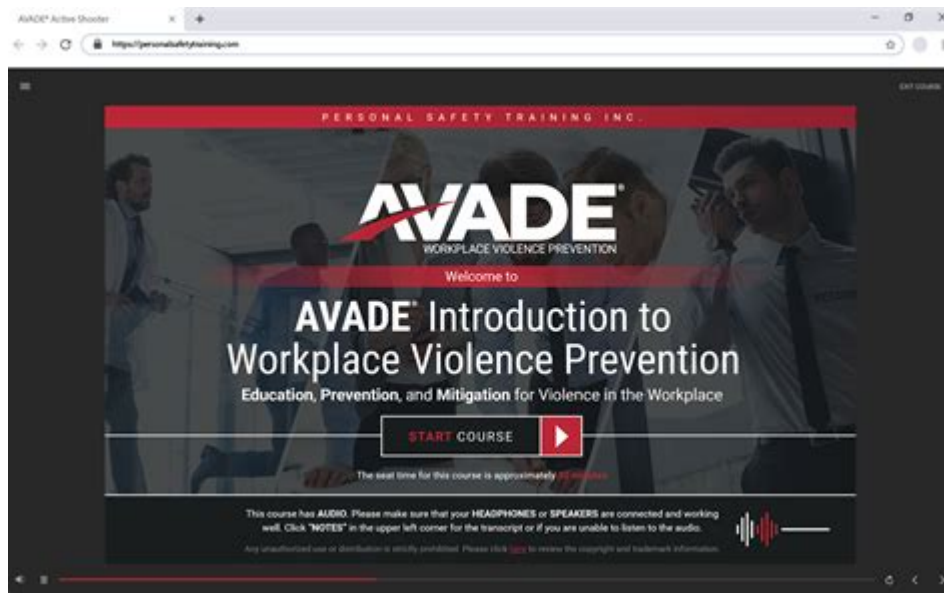 AVADE® Active Shooter
https://personalsafetytraining.com
EXIT COURSE
PERSONAL SAFETY TRAINING INC.
AVADE®
WORKPLACE VIOLENCE PREVENTION
Welcome to
AVADE® Introduction to
Workplace Violence Prevention
Education, Prevention, and Mitigation for Violence in the Workplace
START COURSE
The seat time for this course is approximately
This course has AUDIO. Please make sure that your HEADPHONES or SPEAKERS are connected and working
well. Click "NOTES" in the upper left corner for the transcript or if you are unable to listen to the audio.
Any unauthorized use or distribution is strictly prohibited. Please click here to review the copyright and trademark information.